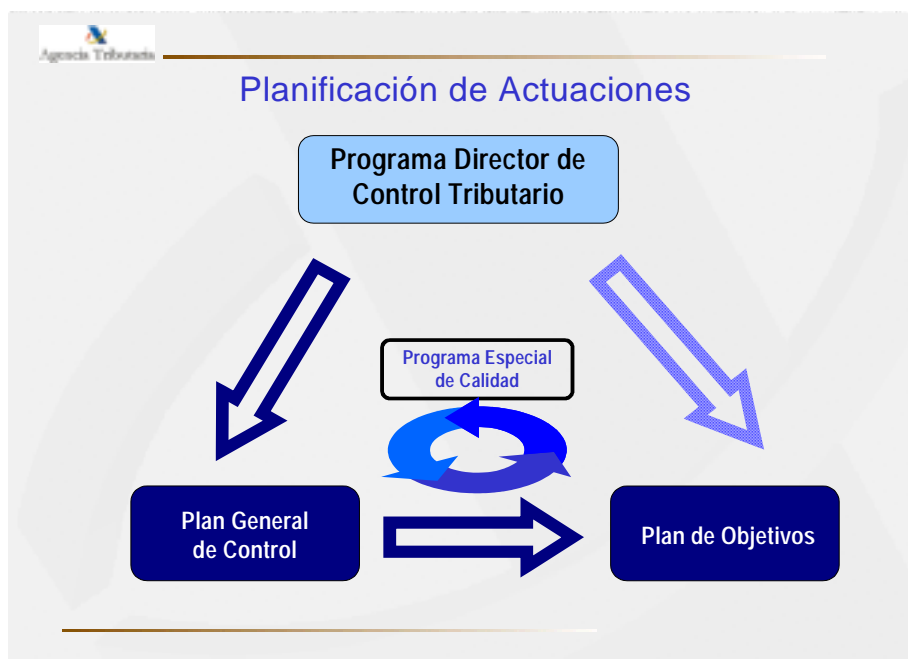 Agencia Tributaria
Planificación de Actuaciones
Programa Director de
Control Tributario
Programa Especial
de Calidad
Plan General
de Control
Plan de Objetivos